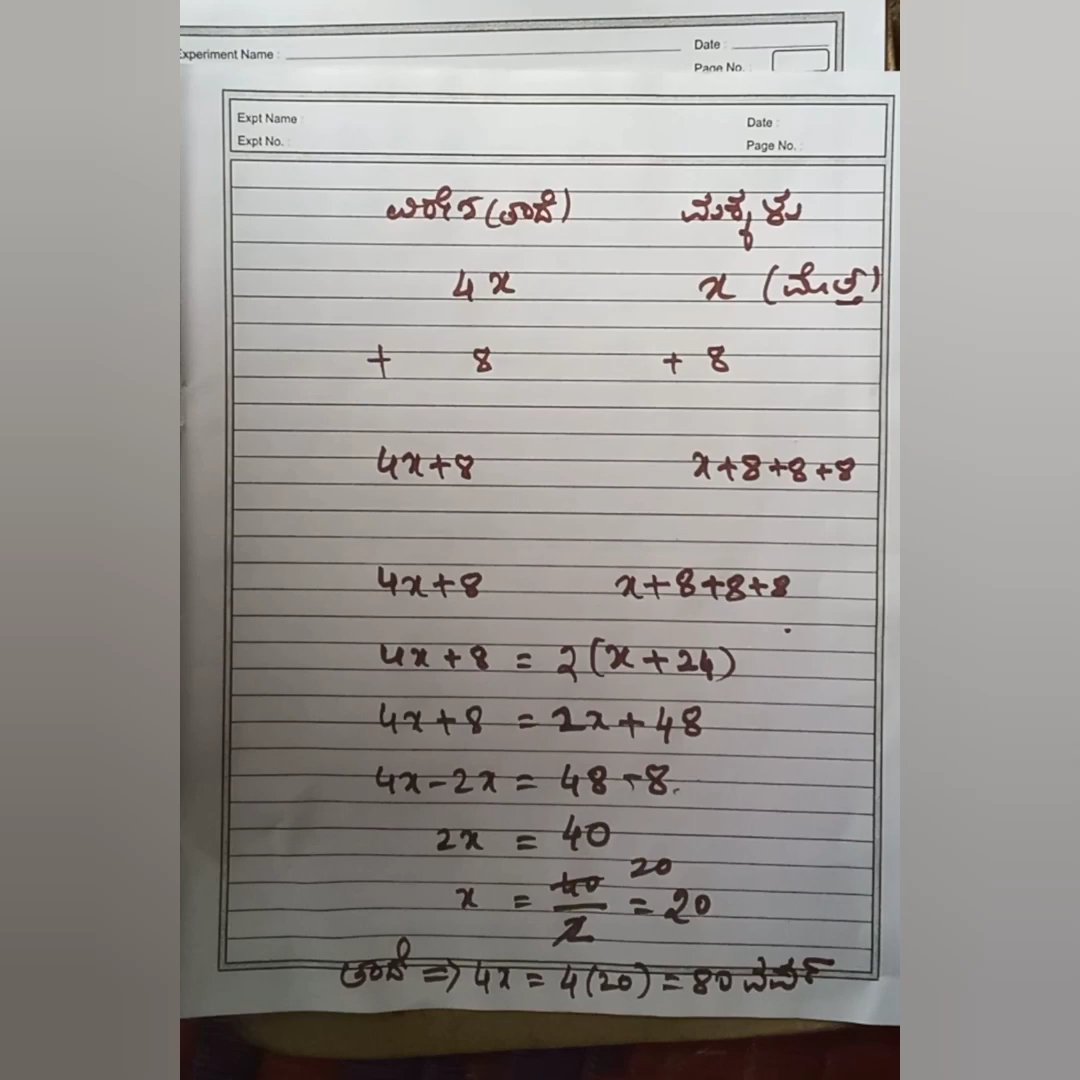 Experiment Name :
Date :
Page No.
Expt Name :
Date :
Expt No. :
Page No. :
(ತಂದೆ) ಮಕ್ಕಳು
4x x (ಮೊತ್ತ)
+ 8 + 8
4x+8 x+8+8+8
4x+8 x+8+8+8
4x+8 = 2(x+24)
4x+8 = 2x+48
4x-2x = 48-8.
2x = 40
x = 40/2 = 20
20
ತಂದೆ => 4x = 4(20) = 80 ವರ್ಷ